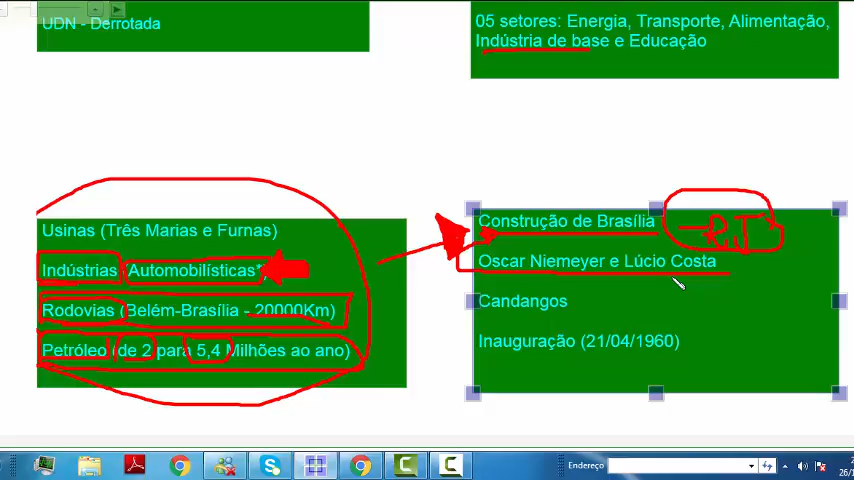 UDN - Derrotada
05 setores: Energia, Transporte, Alimentação,
Indústria de base e Educação
Usinas (Três Marias e Furnas)
Indústrias (Automobilísticas*)
Rodovias (Belém-Brasília - 20000Km)
Petróleo (de 2 para 5,4 Milhões ao ano)
Construção de Brasília
RJ
Oscar Niemeyer e Lúcio Costa
Candangos
Inauguração (21/04/1960)
Endereço